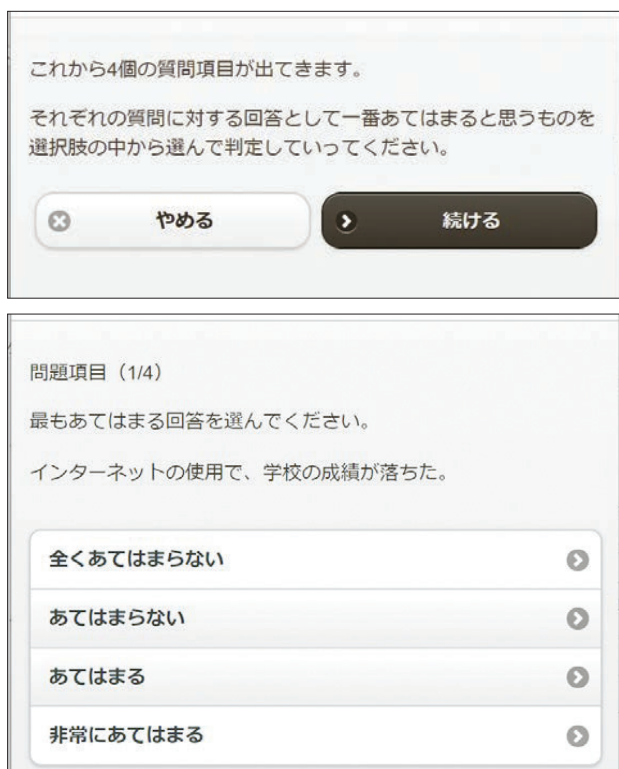 これから4個の質問項目が出てきます。
それぞれの質問に対する回答として一番あてはまると思うものを
選択肢の中から選んで判定していってください。
やめる
続ける
問題項目（1/4）
最もあてはまる回答を選んでください。
インターネットの使用で、学校の成績が落ちた。
全くあてはまらない
あてはまらない
あてはまる
非常にあてはまる